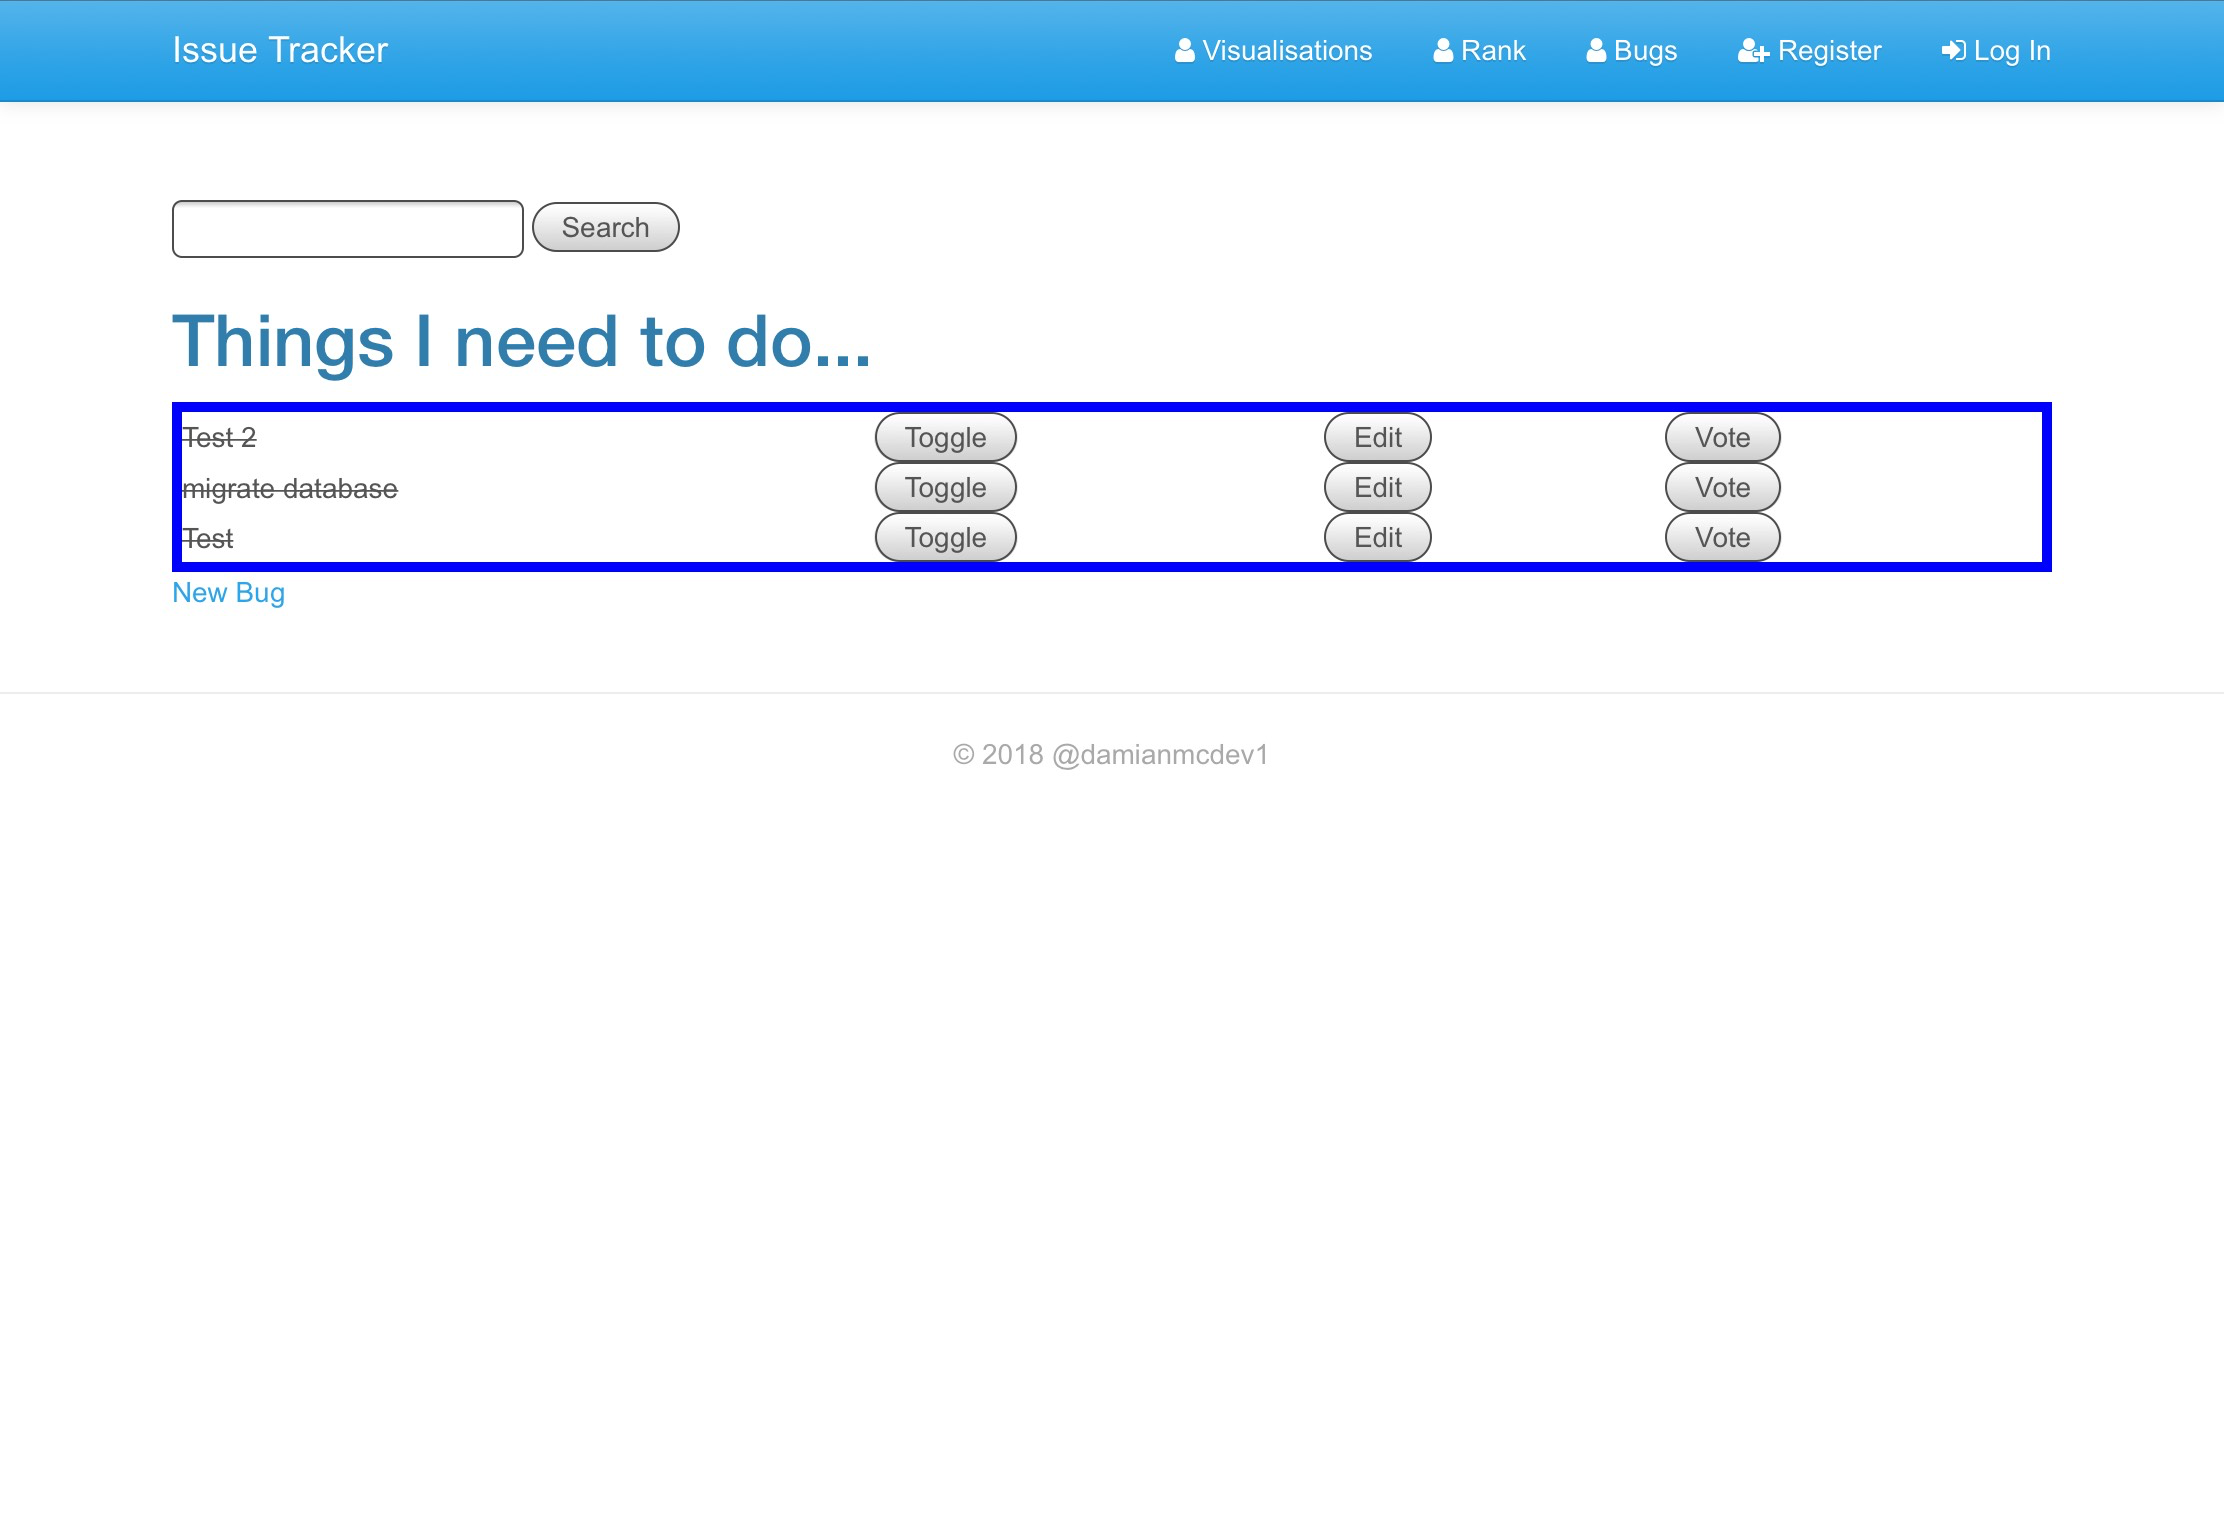 Issue Tracker Visualisations Rank Bugs Register Log In
Search
Things I need to do...
Test 2 Toggle Edit Vote
migrate database Toggle Edit Vote
Test Toggle Edit Vote
New Bug
© 2018 @damianmcdev1